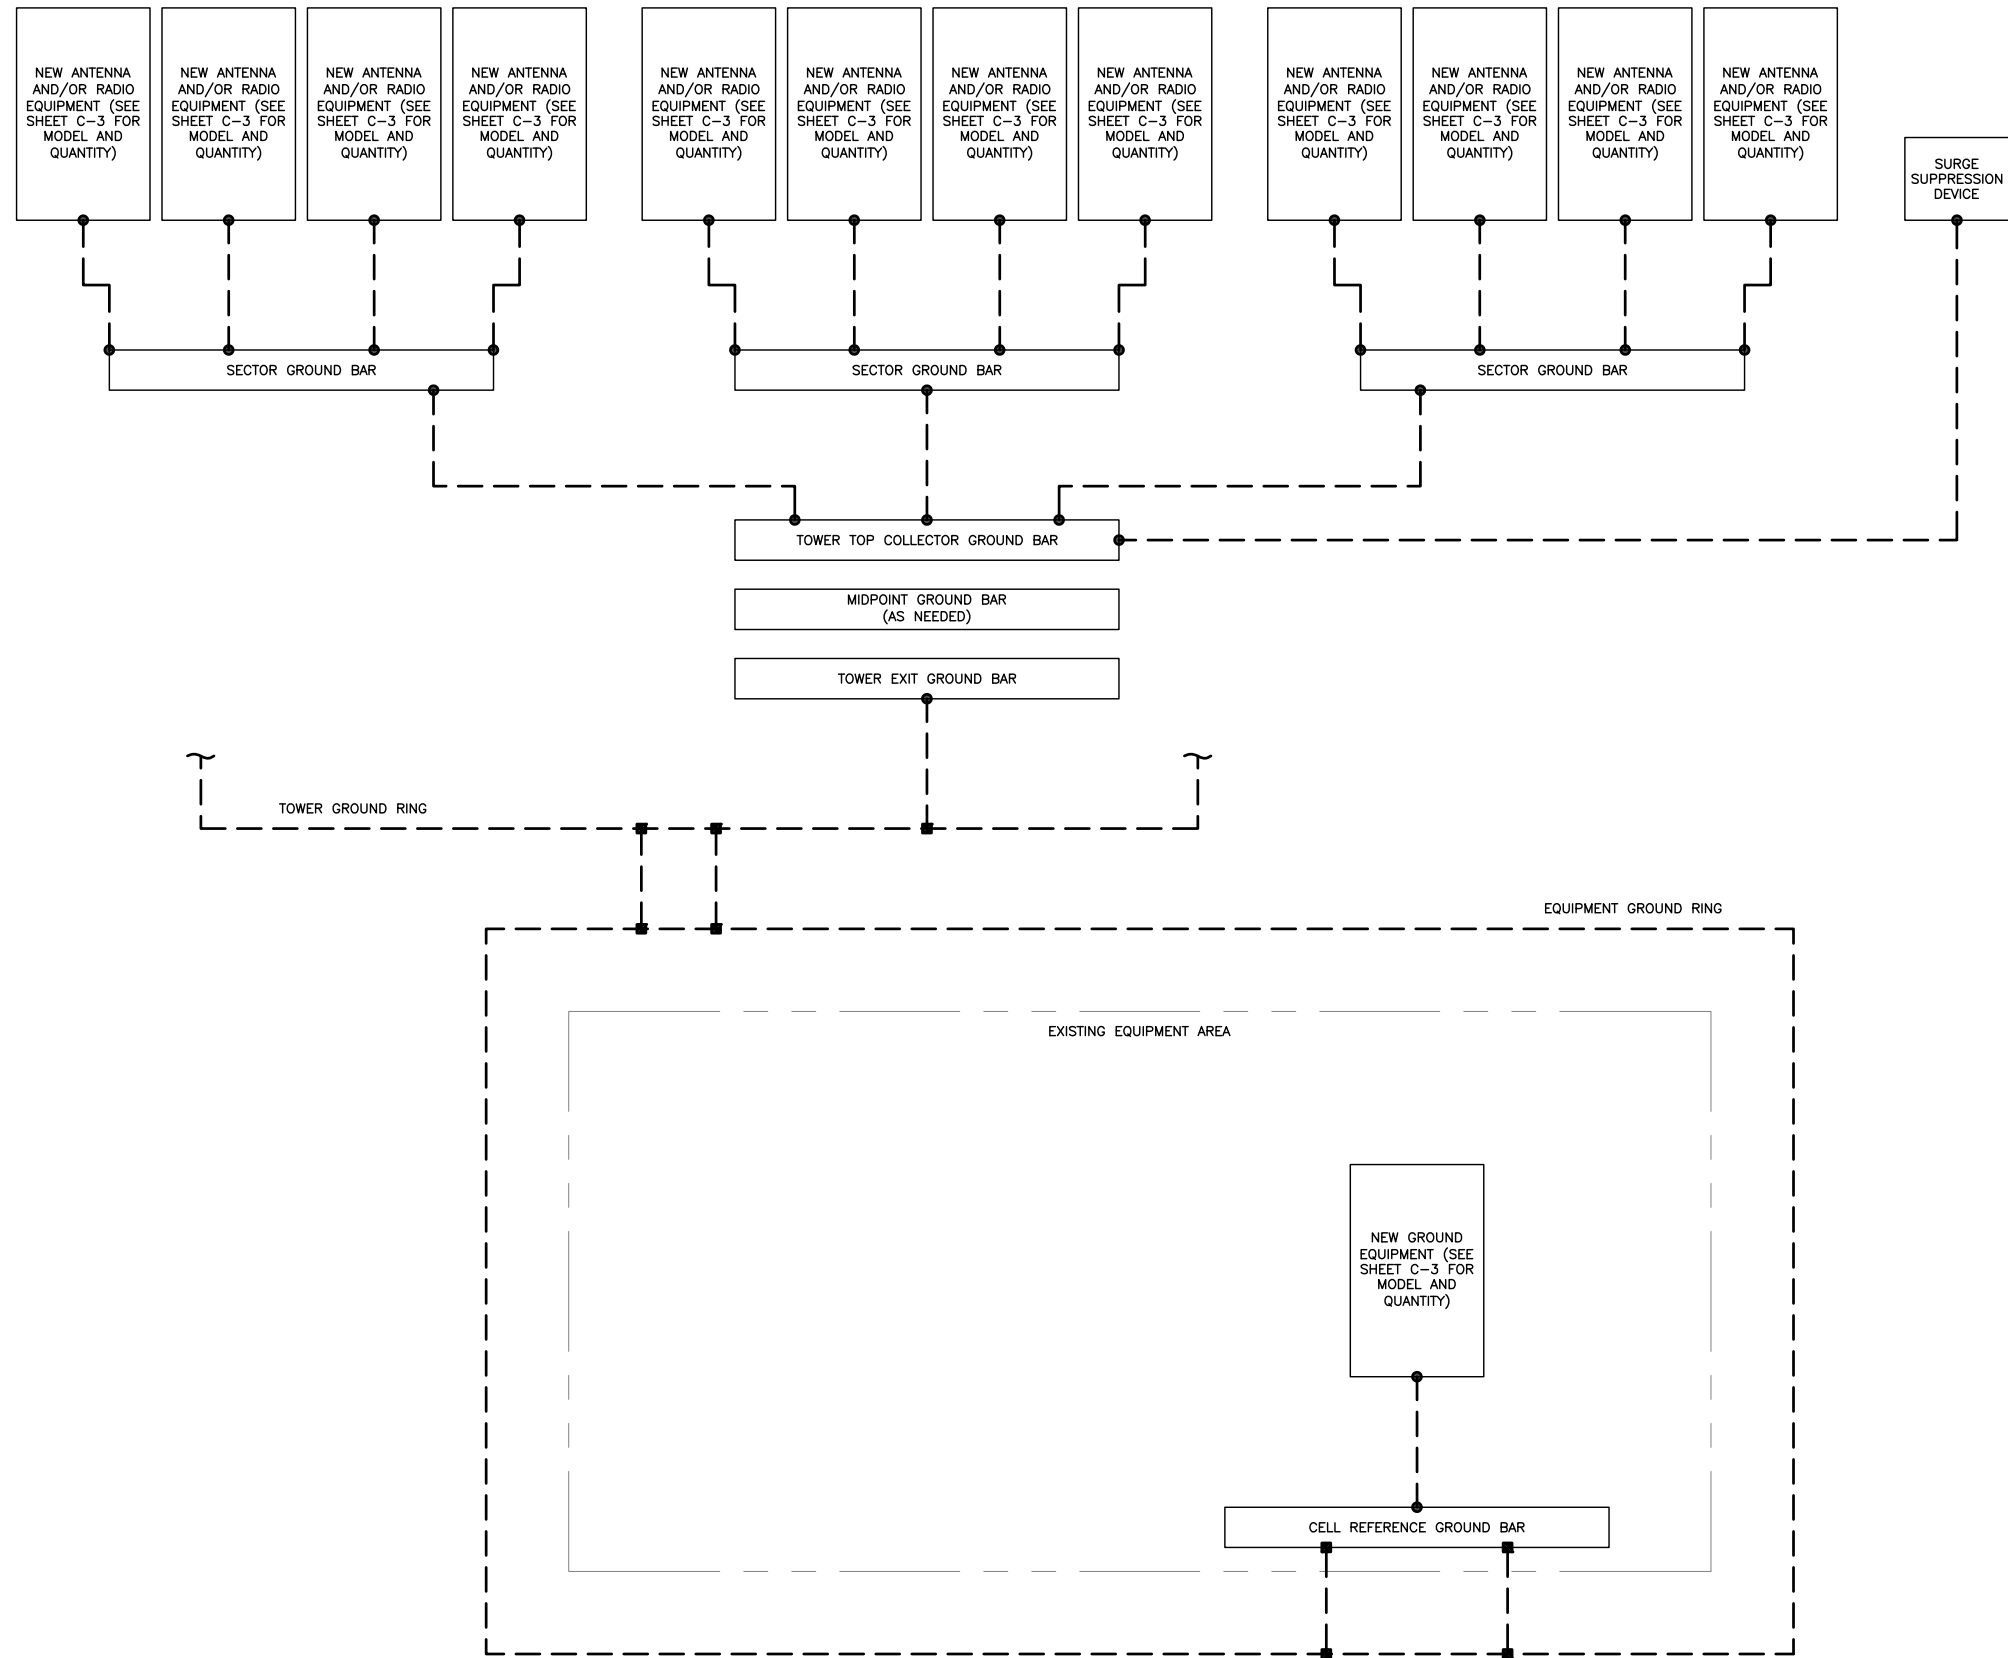 NEW ANTENNA
AND/OR RADIO
EQUIPMENT (SEE
SHEET C-3 FOR
MODEL AND
QUANTITY)
NEW ANTENNA
AND/OR RADIO
EQUIPMENT (SEE
SHEET C-3 FOR
MODEL AND
QUANTITY)
NEW ANTENNA
AND/OR RADIO
EQUIPMENT (SEE
SHEET C-3 FOR
MODEL AND
QUANTITY)
NEW ANTENNA
AND/OR RADIO
EQUIPMENT (SEE
SHEET C-3 FOR
MODEL AND
QUANTITY)
NEW ANTENNA
AND/OR RADIO
EQUIPMENT (SEE
SHEET C-3 FOR
MODEL AND
QUANTITY)
NEW ANTENNA
AND/OR RADIO
EQUIPMENT (SEE
SHEET C-3 FOR
MODEL AND
QUANTITY)
NEW ANTENNA
AND/OR RADIO
EQUIPMENT (SEE
SHEET C-3 FOR
MODEL AND
QUANTITY)
NEW ANTENNA
AND/OR RADIO
EQUIPMENT (SEE
SHEET C-3 FOR
MODEL AND
QUANTITY)
NEW ANTENNA
AND/OR RADIO
EQUIPMENT (SEE
SHEET C-3 FOR
MODEL AND
QUANTITY)
NEW ANTENNA
AND/OR RADIO
EQUIPMENT (SEE
SHEET C-3 FOR
MODEL AND
QUANTITY)
NEW ANTENNA
AND/OR RADIO
EQUIPMENT (SEE
SHEET C-3 FOR
MODEL AND
QUANTITY)
NEW ANTENNA
AND/OR RADIO
EQUIPMENT (SEE
SHEET C-3 FOR
MODEL AND
QUANTITY)
SURGE
SUPPRESSION
DEVICE
SECTOR GROUND BAR
SECTOR GROUND BAR
SECTOR GROUND BAR
TOWER TOP COLLECTOR GROUND BAR
MIDPOINT GROUND BAR
(AS NEEDED)
TOWER EXIT GROUND BAR
TOWER GROUND RING
EQUIPMENT GROUND RING
EXISTING EQUIPMENT AREA
NEW GROUND
EQUIPMENT (SEE
SHEET C-3 FOR
MODEL AND
QUANTITY)
CELL REFERENCE GROUND BAR